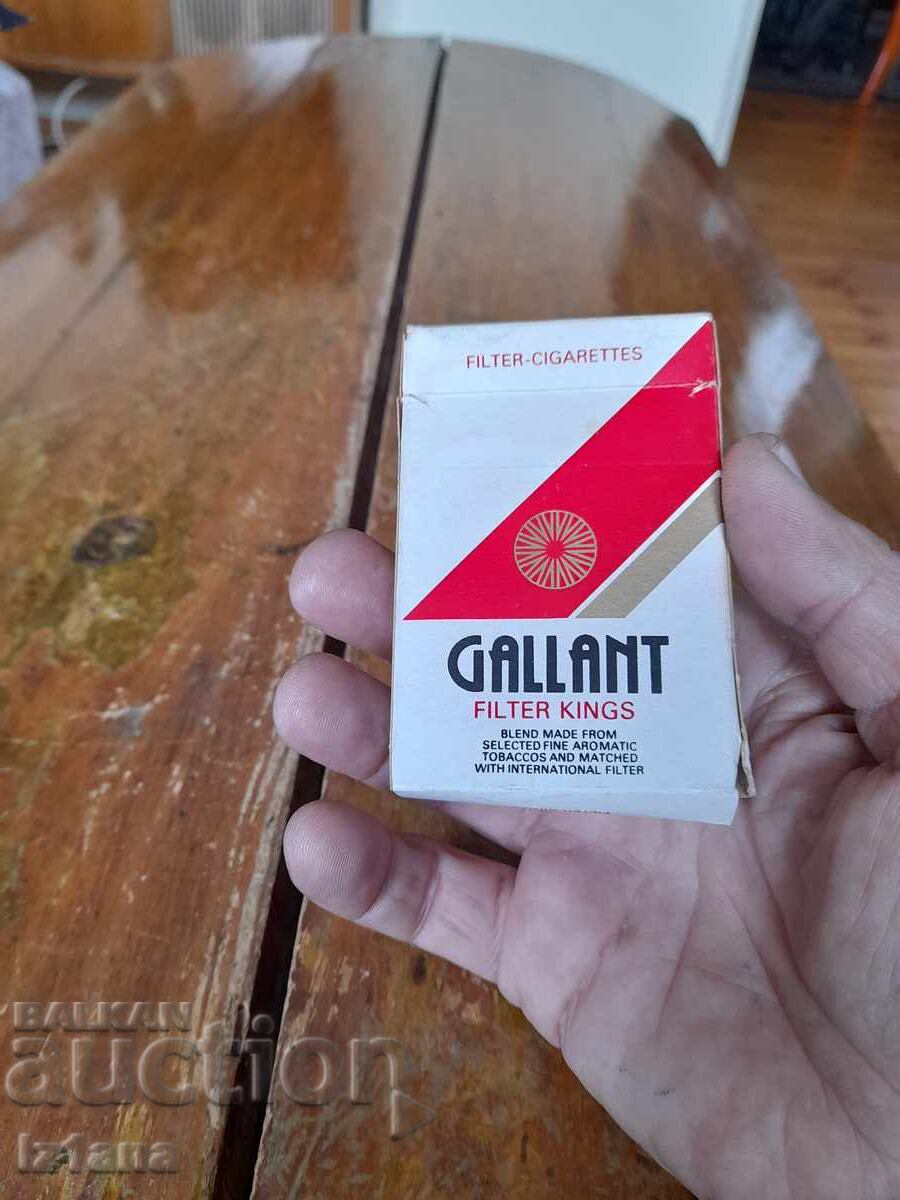 FILTER-CIGARETTES
GALLANT
FILTER KINGS
BLEND MADE FROM
SELECTED FINE AROMATIC
TOBACCOS AND MATCHED
WITH INTERNATIONAL FILTER
BALKAN
auction
Iz1ana